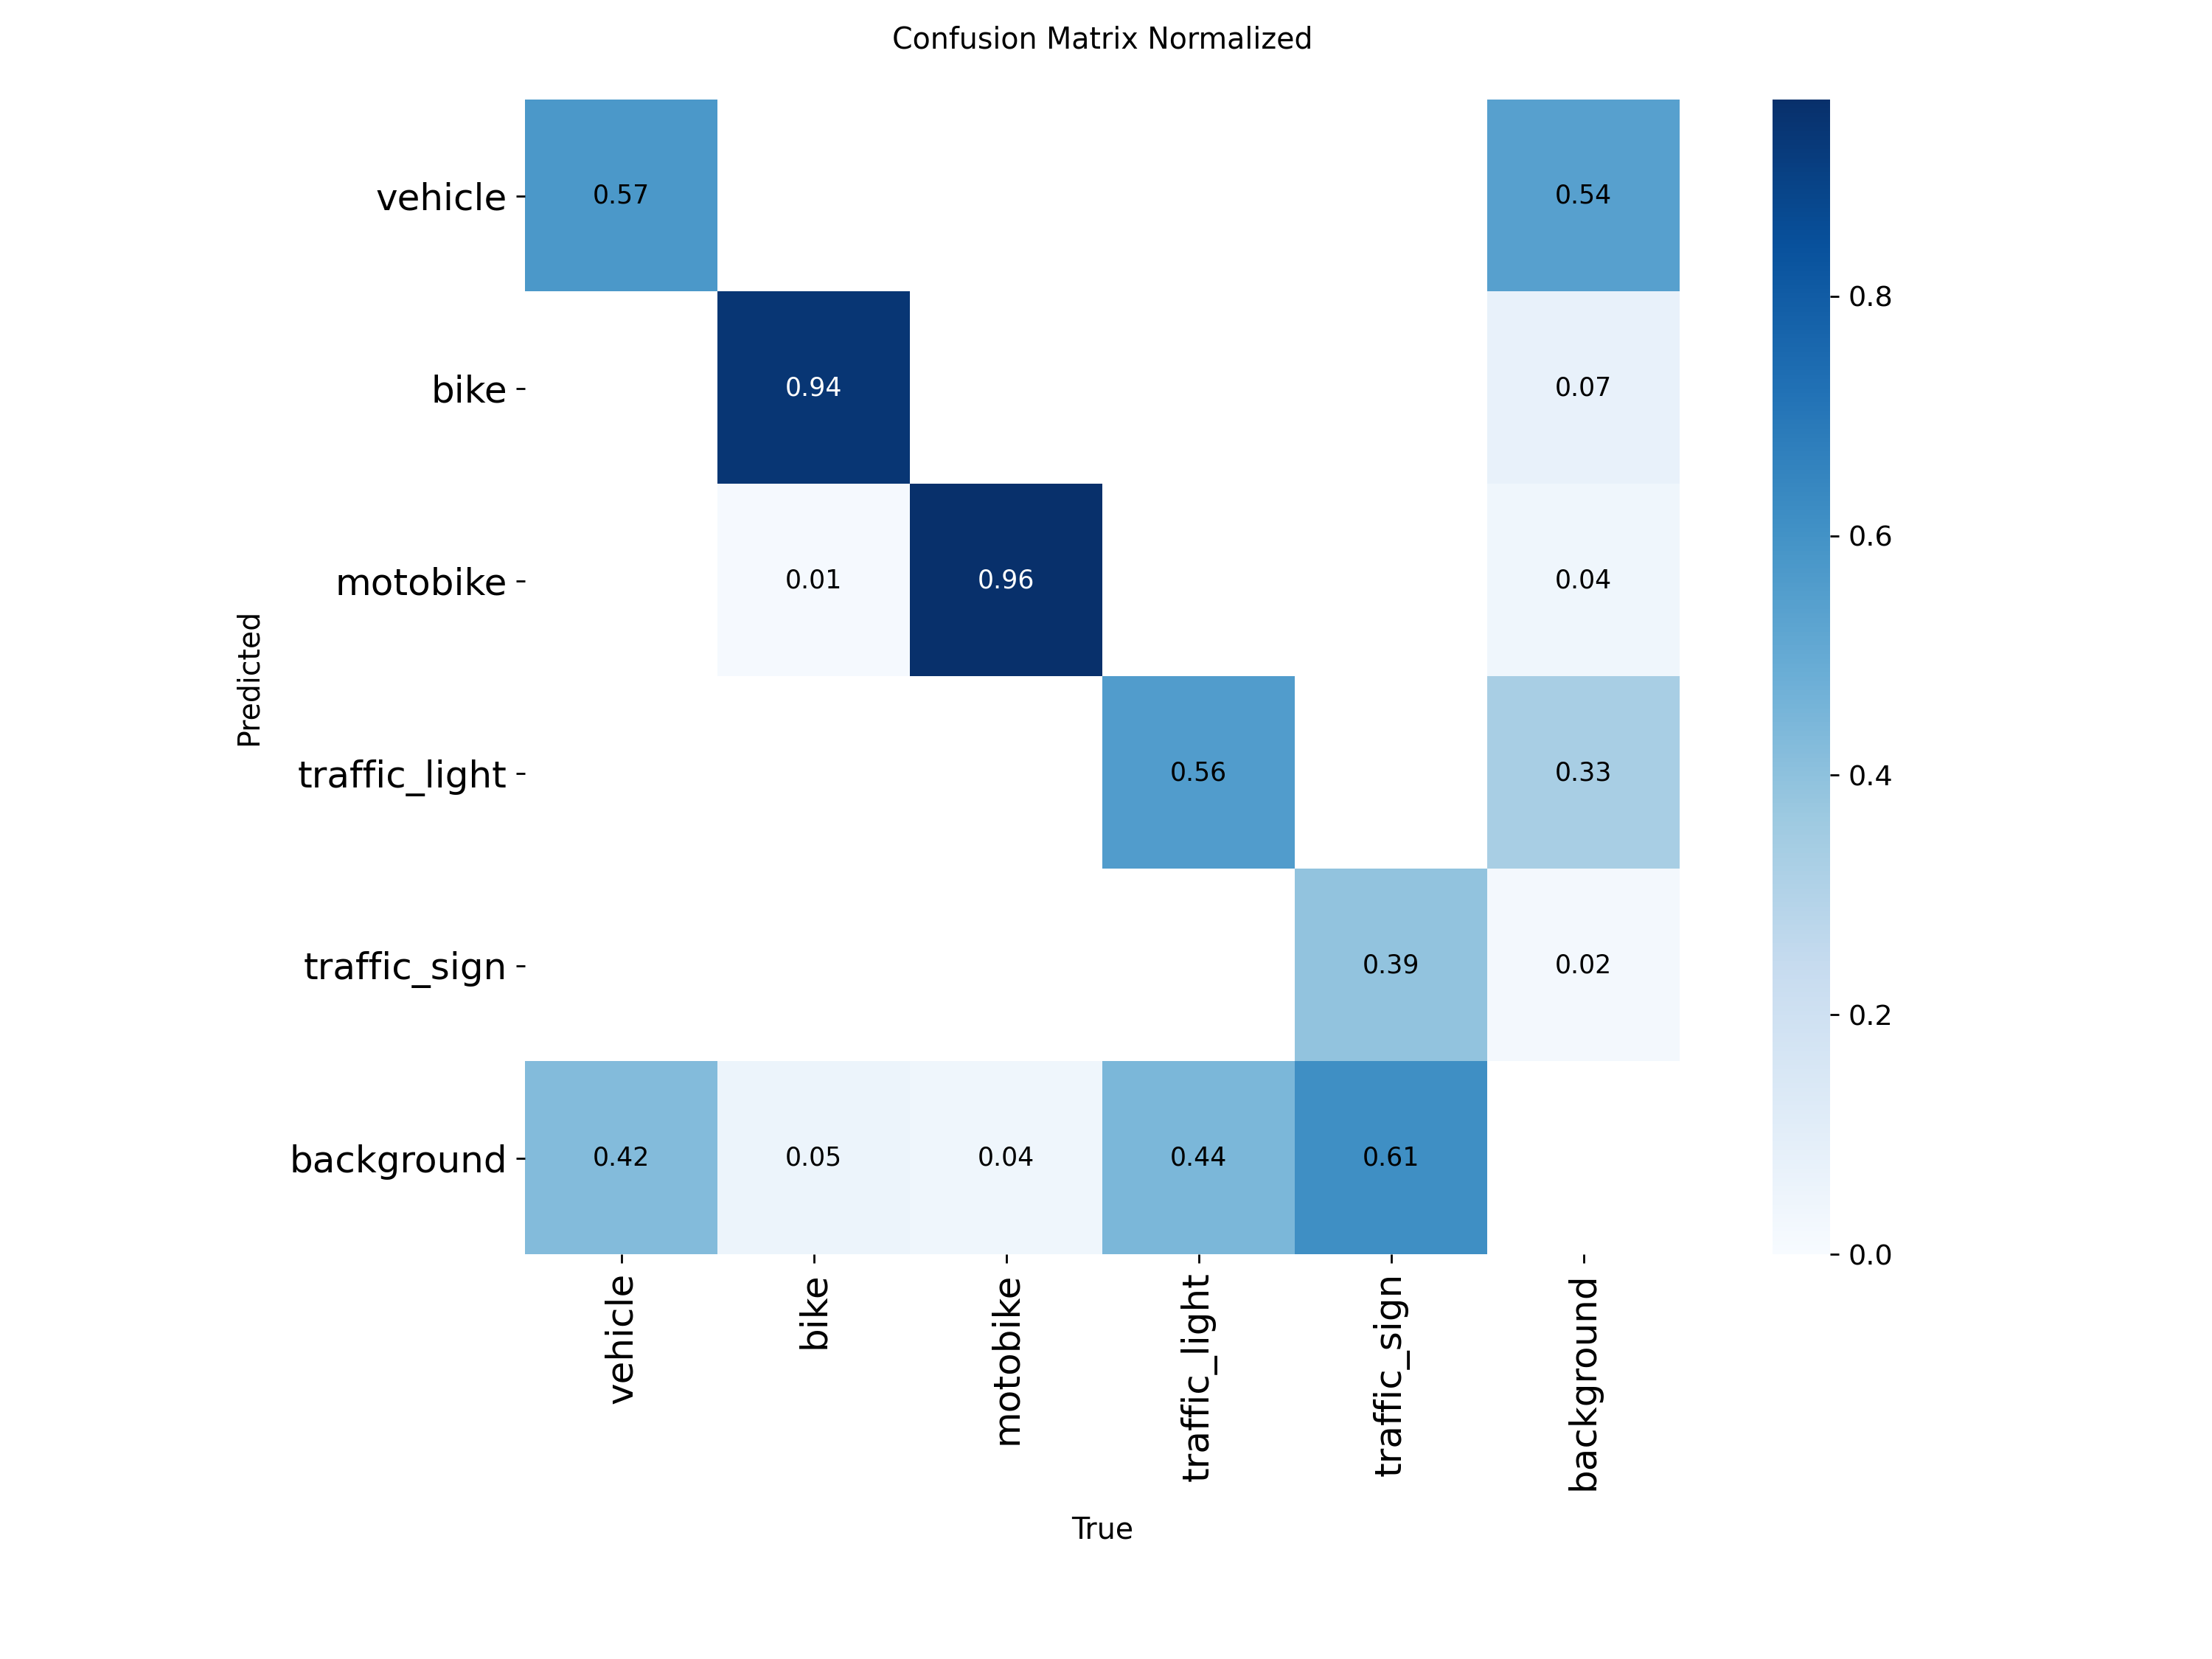 Confusion Matrix Normalized
vehicle
0.57
0.54
bike
0.94
0.07
motobike
0.01
0.96
0.04
traffic_light
0.56
0.33
traffic_sign
0.39
0.02
background
0.42
0.05
0.04
0.44
0.61
Predicted
vehicle
bike
motobike
traffic_light
traffic_sign
background
True
0.8
0.6
0.4
0.2
0.0